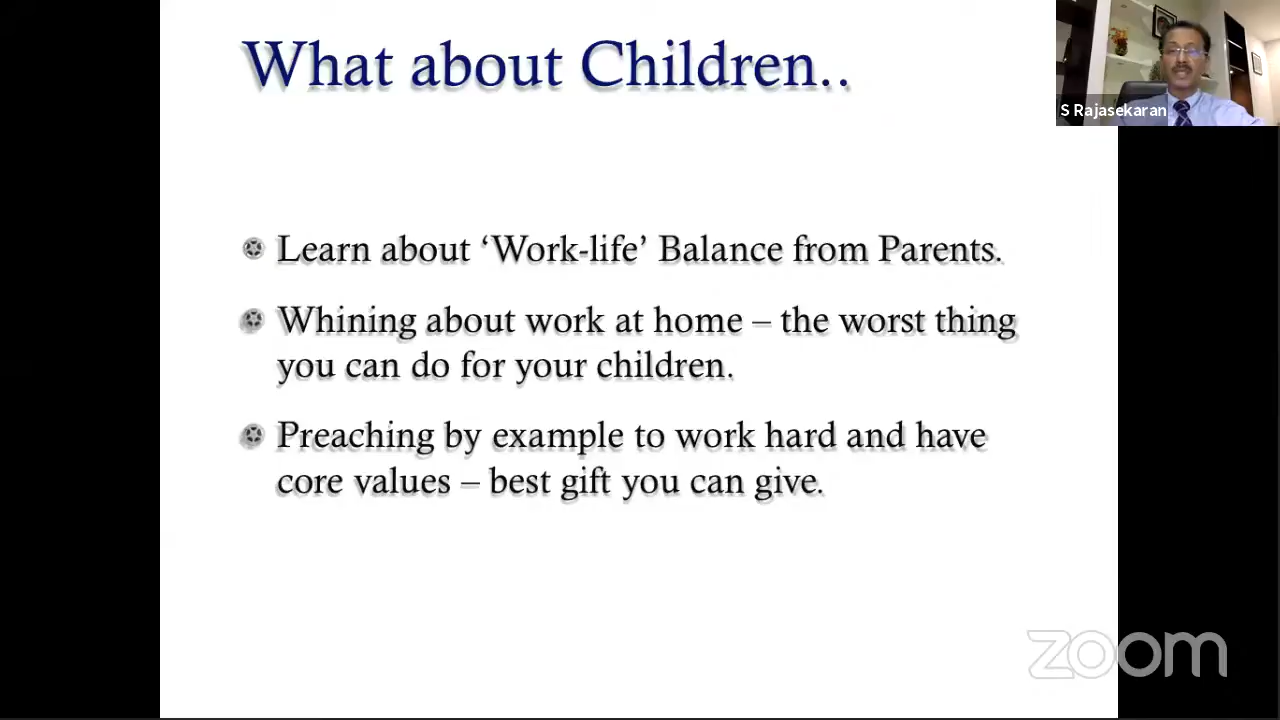 What about Children..
S Rajasekaran
Learn about ‘Work-life’ Balance from Parents.
Whining about work at home – the worst thing
you can do for your children.
Preaching by example to work hard and have
core values – best gift you can give.
zoom